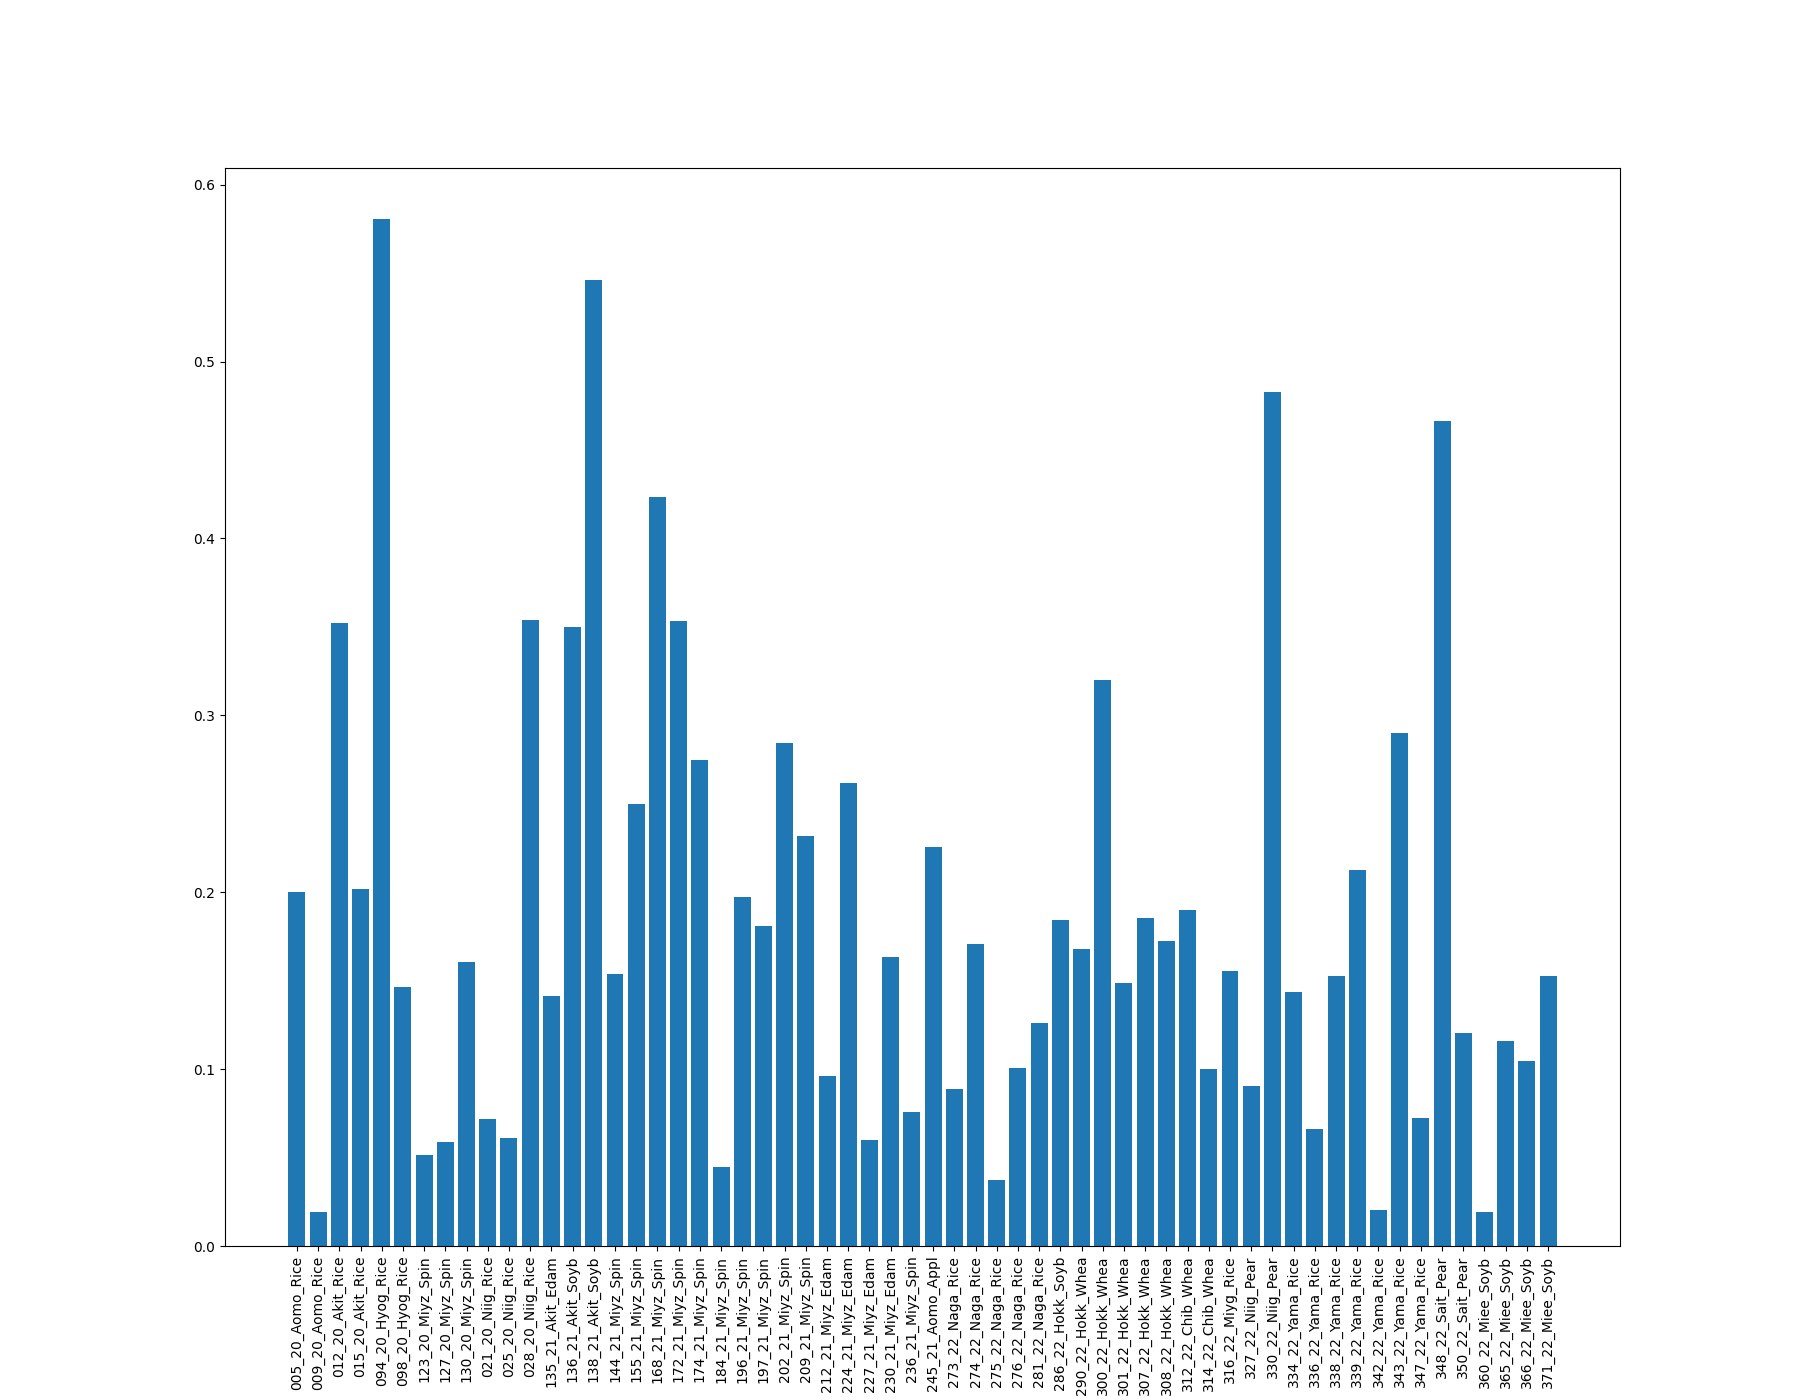 0.6
0.5
0.4
0.3
0.2
0.1
0.0
005_20_Aomo_Rice
009_20_Aomo_Rice
012_20_Akit_Rice
015_20_Akit_Rice
094_20_Hyog_Rice
098_20_Hyog_Rice
123_20_Miyz_Spin
127_20_Miyz_Spin
130_20_Miyz_Spin
021_20_Niig_Rice
025_20_Niig_Rice
028_20_Niig_Rice
135_21_Akit_Edam
136_21_Akit_Soyb
138_21_Akit_Soyb
144_21_Miyz_Spin
155_21_Miyz_Spin
168_21_Miyz_Spin
172_21_Miyz_Spin
174_21_Miyz_Spin
184_21_Miyz_Spin
196_21_Miyz_Spin
197_21_Miyz_Spin
202_21_Miyz_Spin
209_21_Miyz_Spin
212_21_Miyz_Edam
224_21_Miyz_Edam
227_21_Miyz_Edam
230_21_Miyz_Edam
236_21_Miyz_Spin
245_21_Aomo_Appl
273_22_Naga_Rice
274_22_Naga_Rice
275_22_Naga_Rice
276_22_Naga_Rice
281_22_Naga_Rice
286_22_Hokk_Soyb
290_22_Hokk_Whea
300_22_Hokk_Whea
301_22_Hokk_Whea
307_22_Hokk_Whea
308_22_Hokk_Whea
312_22_Chib_Whea
314_22_Chib_Whea
316_22_Miyg_Rice
327_22_Niig_Pear
330_22_Niig_Pear
334_22_Yama_Rice
336_22_Yama_Rice
338_22_Yama_Rice
339_22_Yama_Rice
342_22_Yama_Rice
343_22_Yama_Rice
347_22_Yama_Rice
348_22_Sait_Pear
350_22_Sait_Pear
360_22_Miee_Soyb
365_22_Miee_Soyb
366_22_Miee_Soyb
371_22_Miee_Soyb